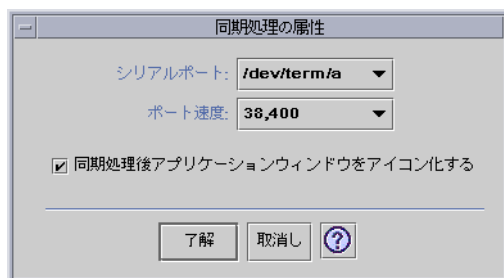 同期処理の属性
シリアルポート: /dev/term/a
ポート速度: 38,400
同期処理後アプリケーションウィンドウをアイコン化する
了解 取消し ?